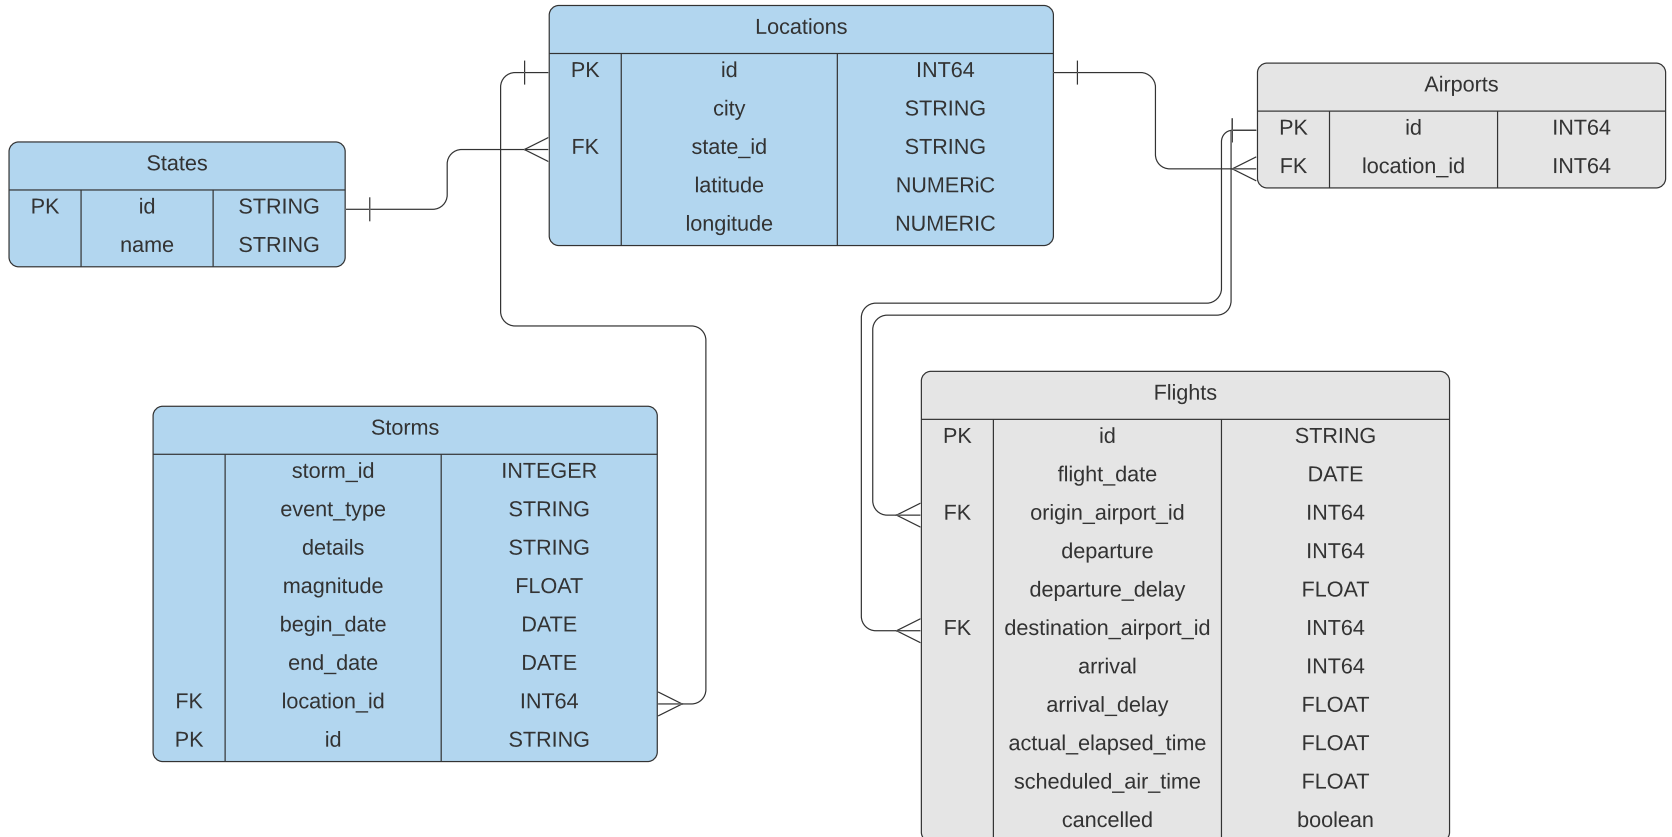 Locations
PK id INT64
city STRING
FK state_id STRING
latitude NUMERiC
longitude NUMERIC
Airports
PK id INT64
FK location_id INT64
States
PK id STRING
name STRING
Storms
storm_id INTEGER
event_type STRING
details STRING
magnitude FLOAT
begin_date DATE
end_date DATE
FK location_id INT64
PK id STRING
Flights
PK id STRING
flight_date DATE
FK origin_airport_id INT64
departure INT64
departure_delay FLOAT
FK destination_airport_id INT64
arrival INT64
arrival_delay FLOAT
actual_elapsed_time FLOAT
scheduled_air_time FLOAT
cancelled boolean